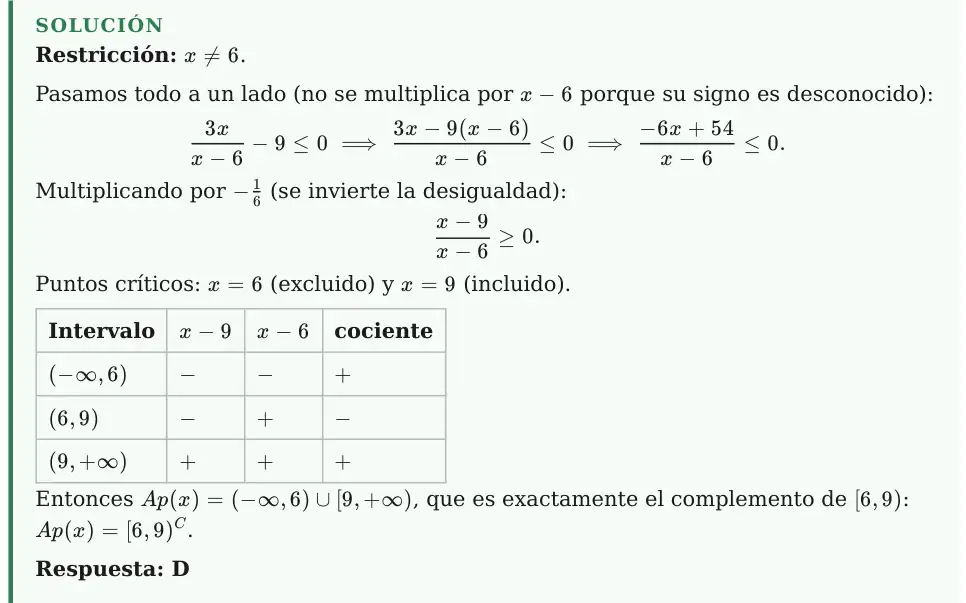 SOLUCIÓN
Restricción: x ≠ 6.
Pasamos todo a un lado (no se multiplica por x − 6 porque su signo es desconocido):
3x/(x − 6) − 9 ≤ 0 ⟹ (3x − 9(x − 6))/(x − 6) ≤ 0 ⟹ (−6x + 54)/(x − 6) ≤ 0.
Multiplicando por −1/6 (se invierte la desigualdad):
(x − 9)/(x − 6) ≥ 0.
Puntos críticos: x = 6 (excluido) y x = 9 (incluido).
Intervalo x − 9 x − 6 cociente
(−∞, 6) − − +
(6, 9) − + −
(9, +∞) + + +
Entonces Ap(x) = (−∞, 6) ∪ [9, +∞), que es exactamente el complemento de [6, 9):
Ap(x) = [6, 9)^C.
Respuesta: D